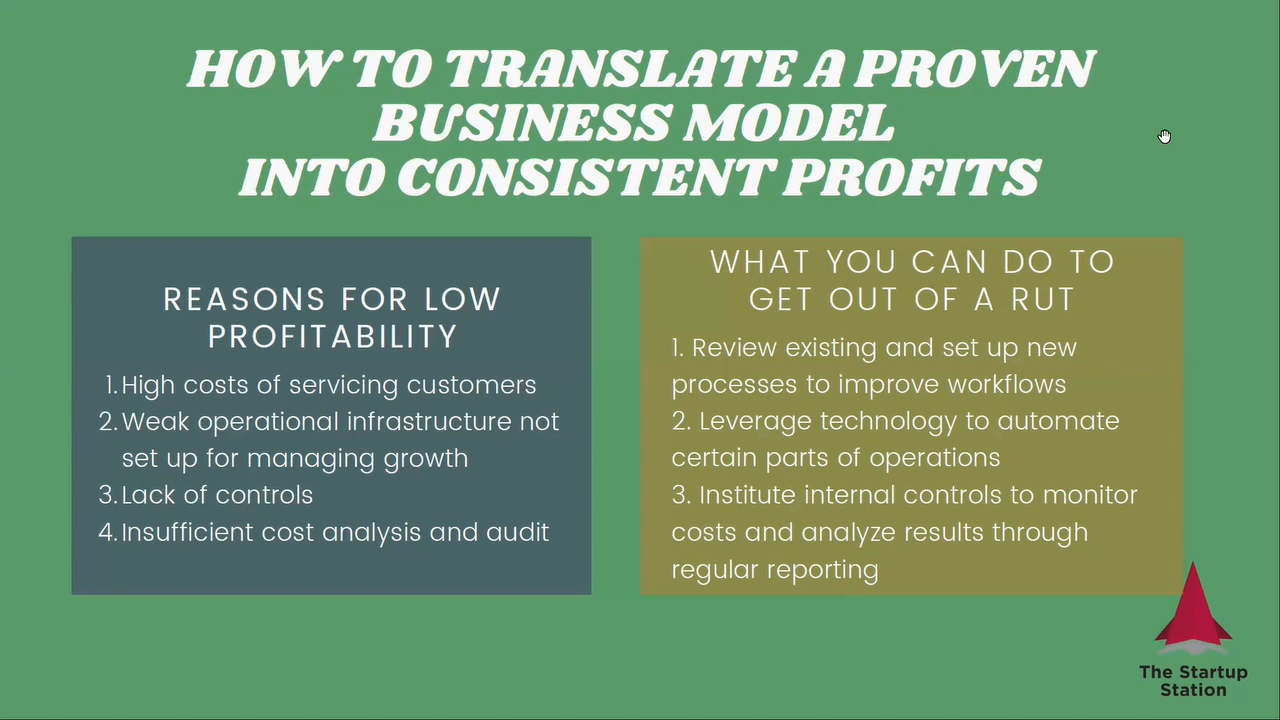 HOW TO TRANSLATE A PROVEN
BUSINESS MODEL
INTO CONSISTENT PROFITS
REASONS FOR LOW
PROFITABILITY
1. High costs of servicing customers
2. Weak operational infrastructure not
set up for managing growth
3. Lack of controls
4. Insufficient cost analysis and audit
WHAT YOU CAN DO TO
GET OUT OF A RUT
1. Review existing and set up new
processes to improve workflows
2. Leverage technology to automate
certain parts of operations
3. Institute internal controls to monitor
costs and analyze results through
regular reporting
The Startup
Station